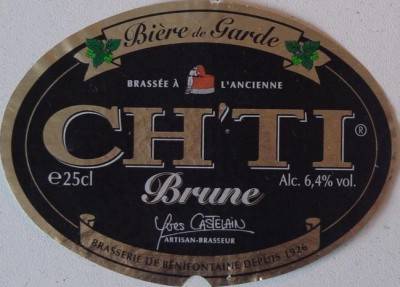 Bière de Garde
BRASSÉE À L'ANCIENNE
CH'TI®
e25cl
Brune
Alc. 6,4% vol.
Yves CASTELAIN
ARTISAN-BRASSEUR
BRASSERIE DE BÉNIFONTAINE DEPUIS 1926